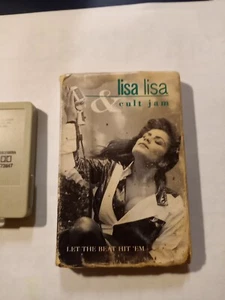 lisa lisa
& cult jam
LET THE BEAT HIT 'EM